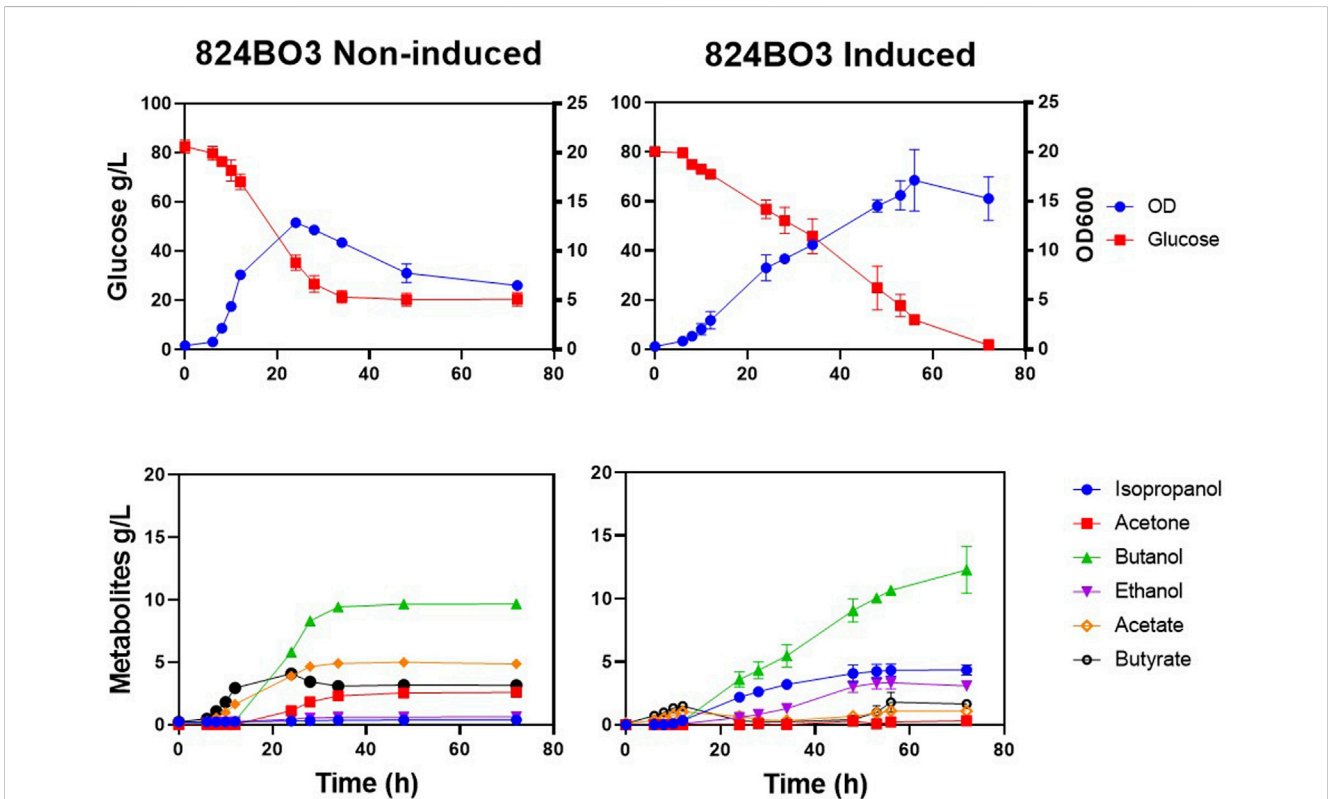 824BO3 Non-induced
824BO3 Induced
100 80 60 40 20 0
25 20 15 10 5 0
Glucose g/L
0 20 40 60 80
100 80 60 40 20 0
25 20 15 10 5 0
OD600
0 20 40 60 80
OD
Glucose
20 15 10 5 0
Metabolites g/L
0 20 40 60 80
Time (h)
20 15 10 5 0
0 20 40 60 80
Time (h)
Isopropanol
Acetone
Butanol
Ethanol
Acetate
Butyrate